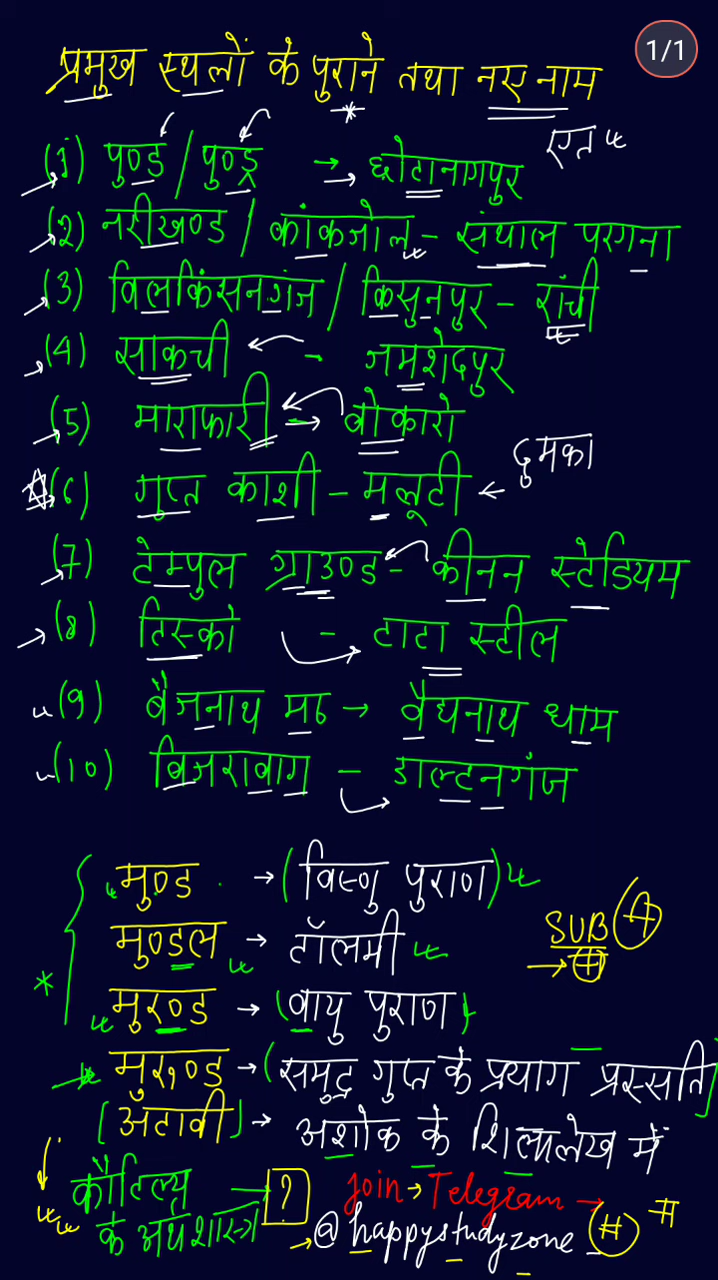 1/1
प्रमुख स्थलों के पुराने तथा नए नाम
(1) पुण्ड / पुण्ड्र → छोटानागपुर
(2) नरीखण्ड / कांकजोल - संथाल परगना
(3) विलकिंसनगंज / किसुनपुर - रांची
(4) साकची - जमशेदपुर
(5) माराफारी → बोकारो
दुमका
(6) गुप्त काशी - मलूटी ←
(7) टेम्पुल ग्राउण्ड - कीनन स्टेडियम
(8) टिस्को - टाटा स्टील
(9) बैजनाथ मठ → वैद्यनाथ धाम
(10) बिजराबाग - डाल्टनगंज
मुण्ड → (विष्णु पुराण)
मुण्डल → टॉलमी
SUB
मुरण्ड → (वायु पुराण)
मुरुण्ड → (समुद्र गुप्त के प्रयाग प्रस्सति]
(अटावी) → अशोक के शिलालेख में
कौटिल्य → ?
के अर्थशास्त्र
join → Telegram →
→ @happystudyzone (#) #